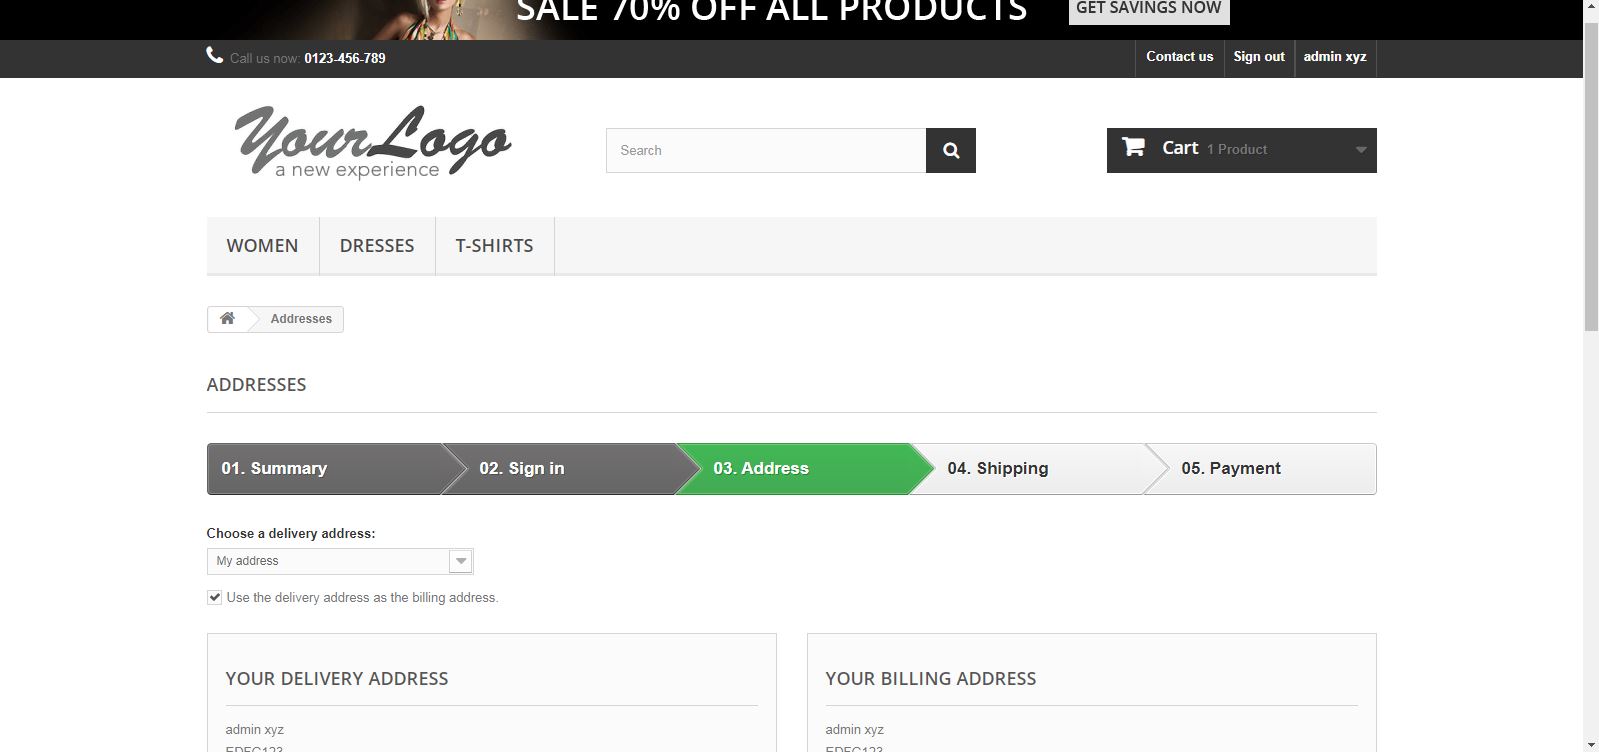 SALE 70% OFF ALL PRODUCTS GET SAVINGS NOW
Call us now: 0123-456-789 Contact us Sign out admin xyz
YourLogo
a new experience
Search
Cart 1 Product
WOMEN DRESSES T-SHIRTS
Addresses
ADDRESSES
01. Summary 02. Sign in 03. Address 04. Shipping 05. Payment
Choose a delivery address:
My address
Use the delivery address as the billing address.
YOUR DELIVERY ADDRESS YOUR BILLING ADDRESS
admin xyz admin xyz